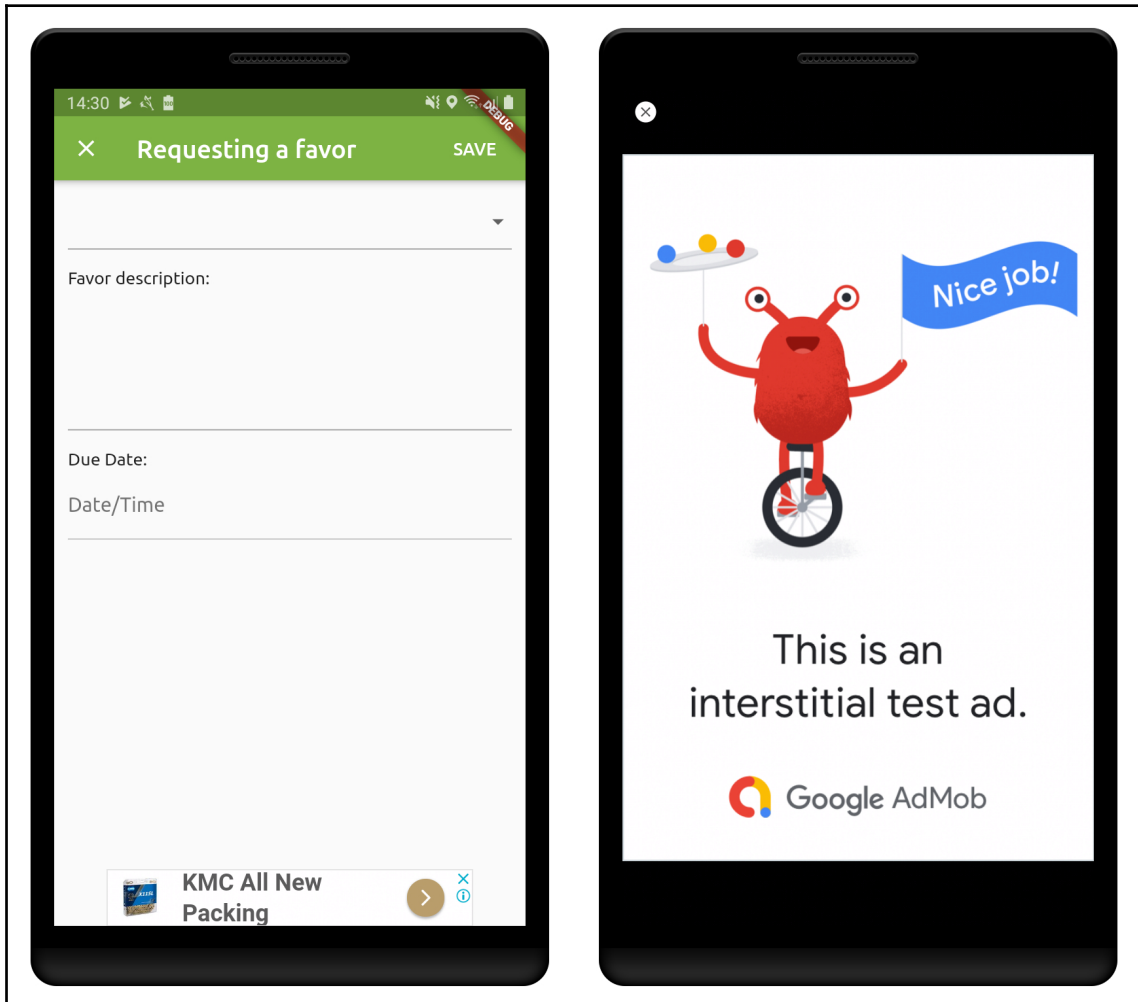 14:30
DEBUG
Requesting a favor
SAVE
Favor description:
Due Date:
Date/Time
KMC All New
Packing
Nice job!
This is an
interstitial test ad.
Google AdMob